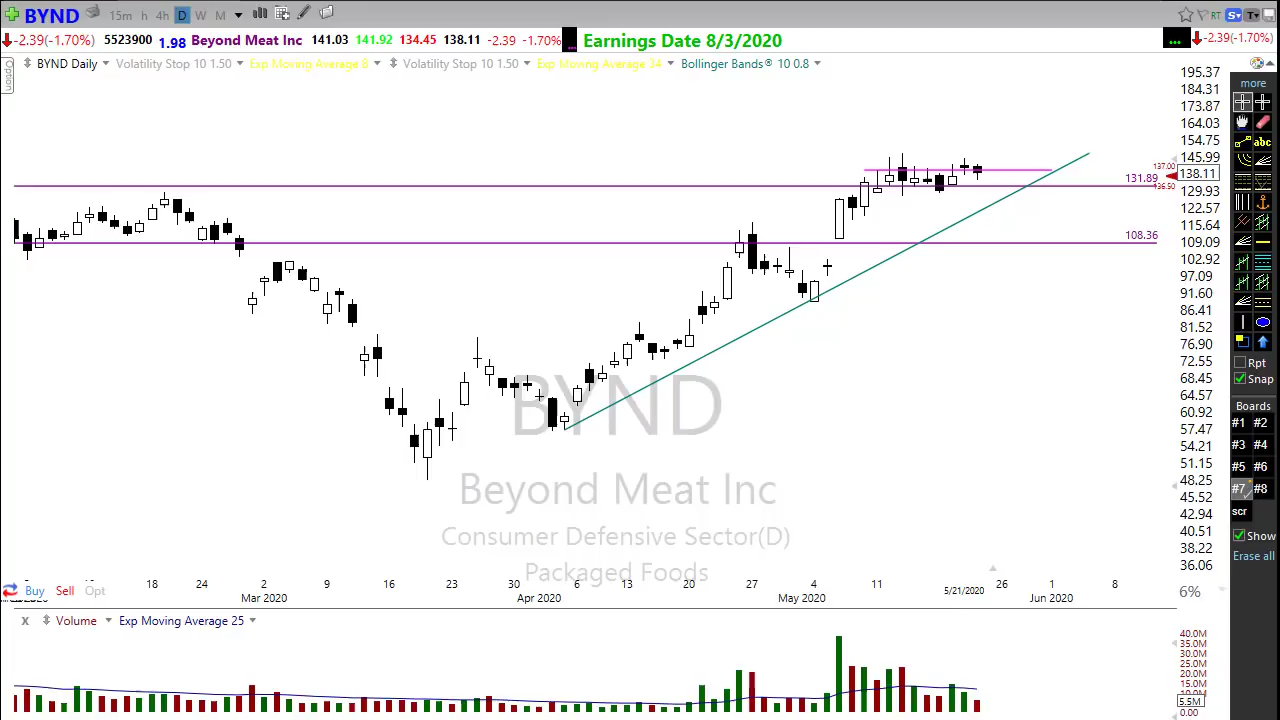 BYND 15m h 4h D W M RT S T
-2.39(-1.70%) 5523900 1.98 Beyond Meat Inc 141.03 141.92 134.45 138.11 -2.39 -1.70% ... Earnings Date 8/3/2020 ... -2.39(-1.70%)
Option
BYND Daily Volatility Stop 10 1.50 Exp Moving Average 8 Volatility Stop 10 1.50 Exp Moving Average 34 Bollinger Bands® 10 0.8
195.37
184.31
173.87
164.03
154.75
145.99
137.00
138.11
131.89
136.50
129.93
122.57
115.64
108.36
109.09
102.92
97.09
91.60
86.41
81.52
76.90
72.55
68.45
64.57
60.92
57.47
54.21
51.15
48.25
45.52
42.94
40.51
38.22
36.06
BYND
Beyond Meat Inc
Consumer Defensive Sector(D)
Packaged Foods
more
abc
Rpt
Snap
Boards
#1 #2
#3 #4
#5 #6
#7 #8
scr
Show
Erase all
18 24 2 9 16 23 30 6 13 20 27 4 11 5/21/2020 26 1 8
Buy Sell Opt
Mar 2020 April 2020 May 2020 Jun 2020
6%
x Volume Exp Moving Average 25
40.0M
35.0M
30.0M
25.0M
20.0M
15.0M
10.0M
5.5M
0.00